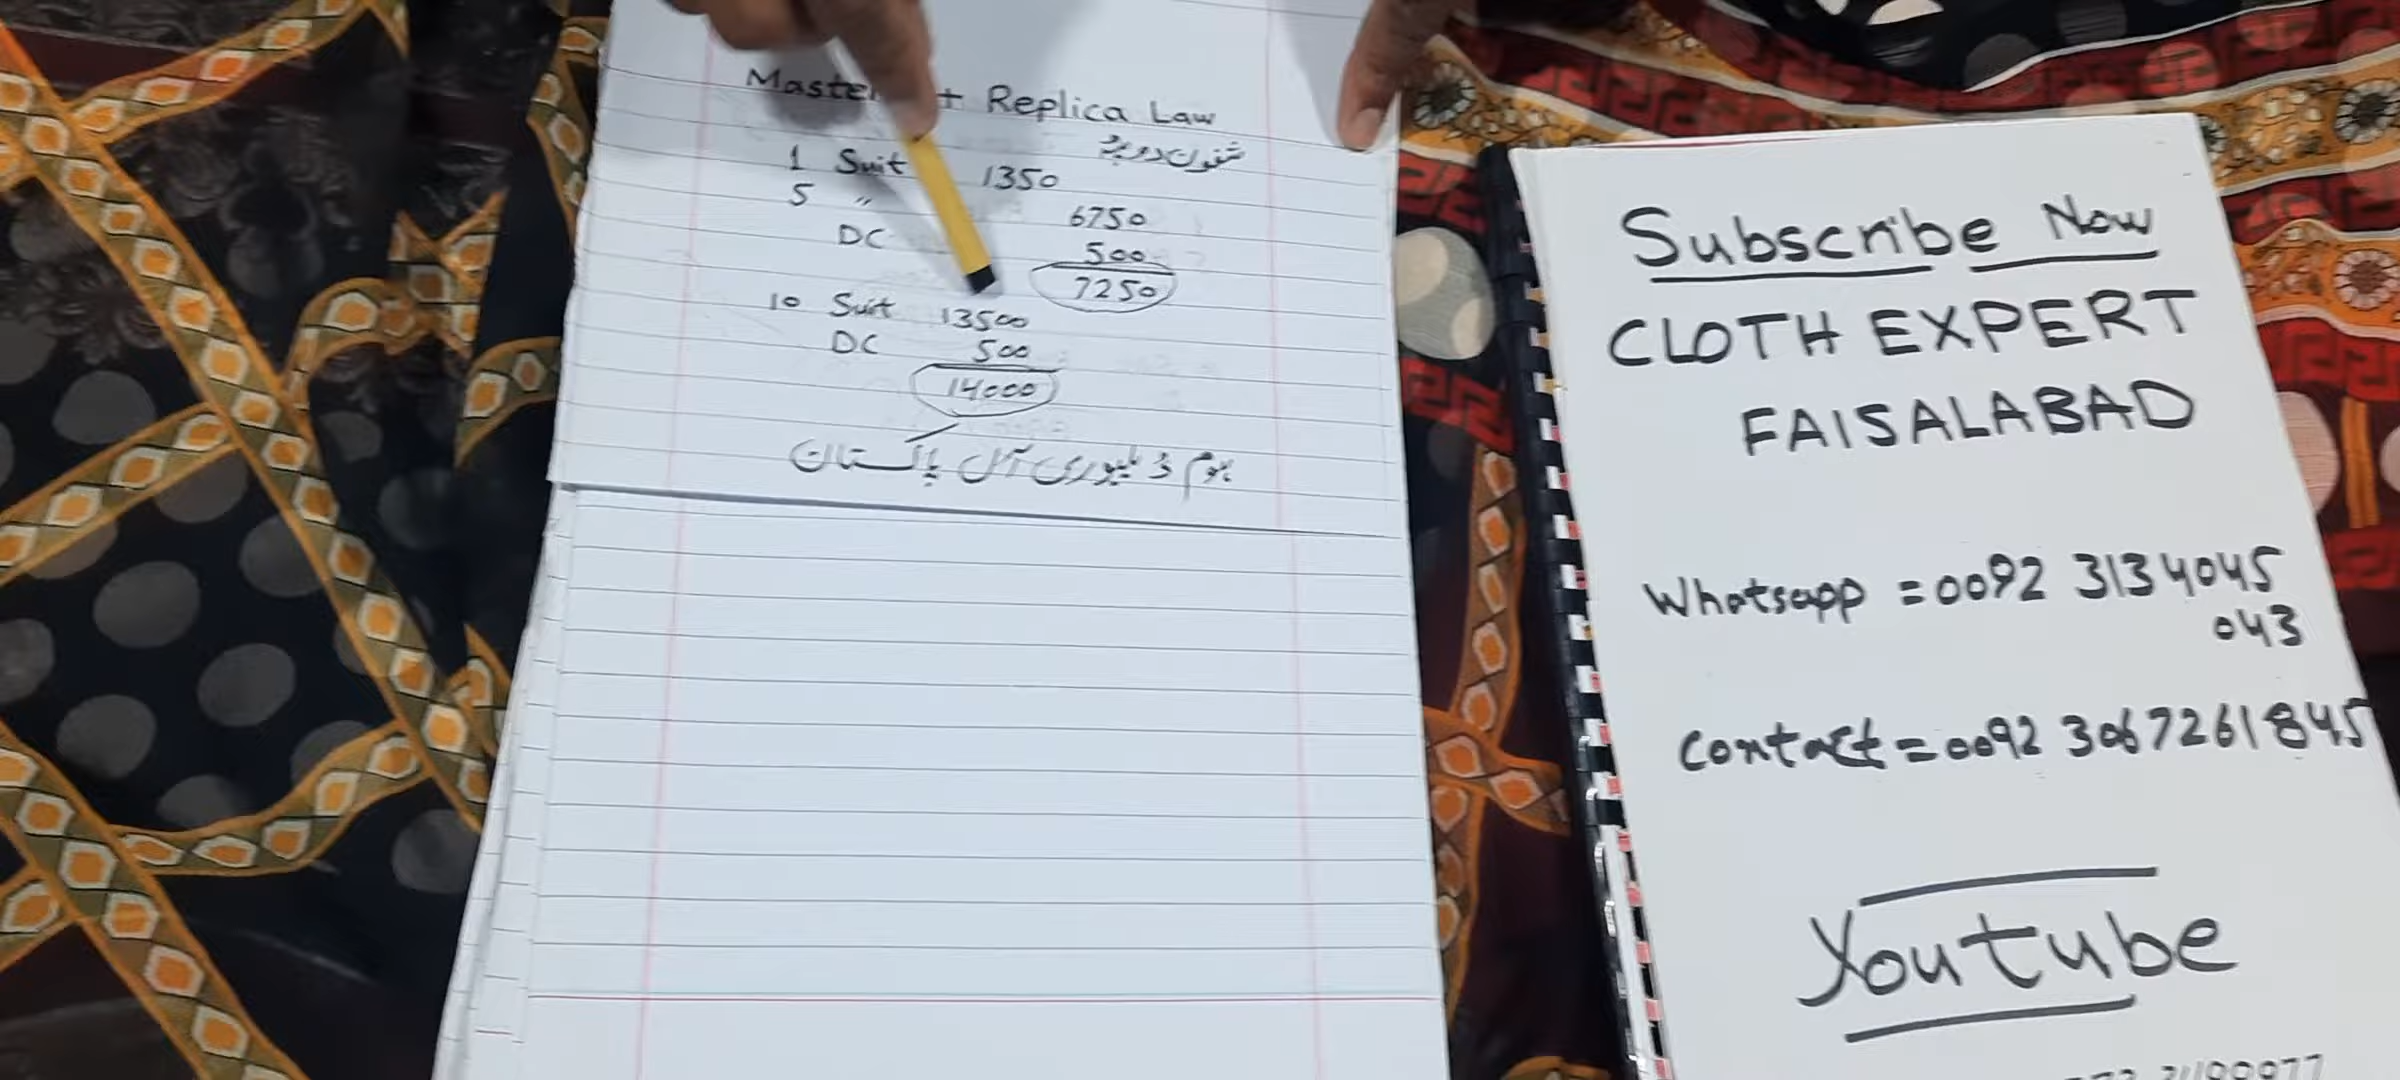 Master + Replica Law
شفون دوپٹہ
1 Suit 1350
5 〃 6750
DC 500
7250
10 Suit 13500
DC 500
14000
ہوم ڈلیوری آل پاکستان
Subscribe Now
CLOTH EXPERT
FAISALABAD
Whatsapp = 0092 3134045
043
Contact = 0092 3067261845
Youtube